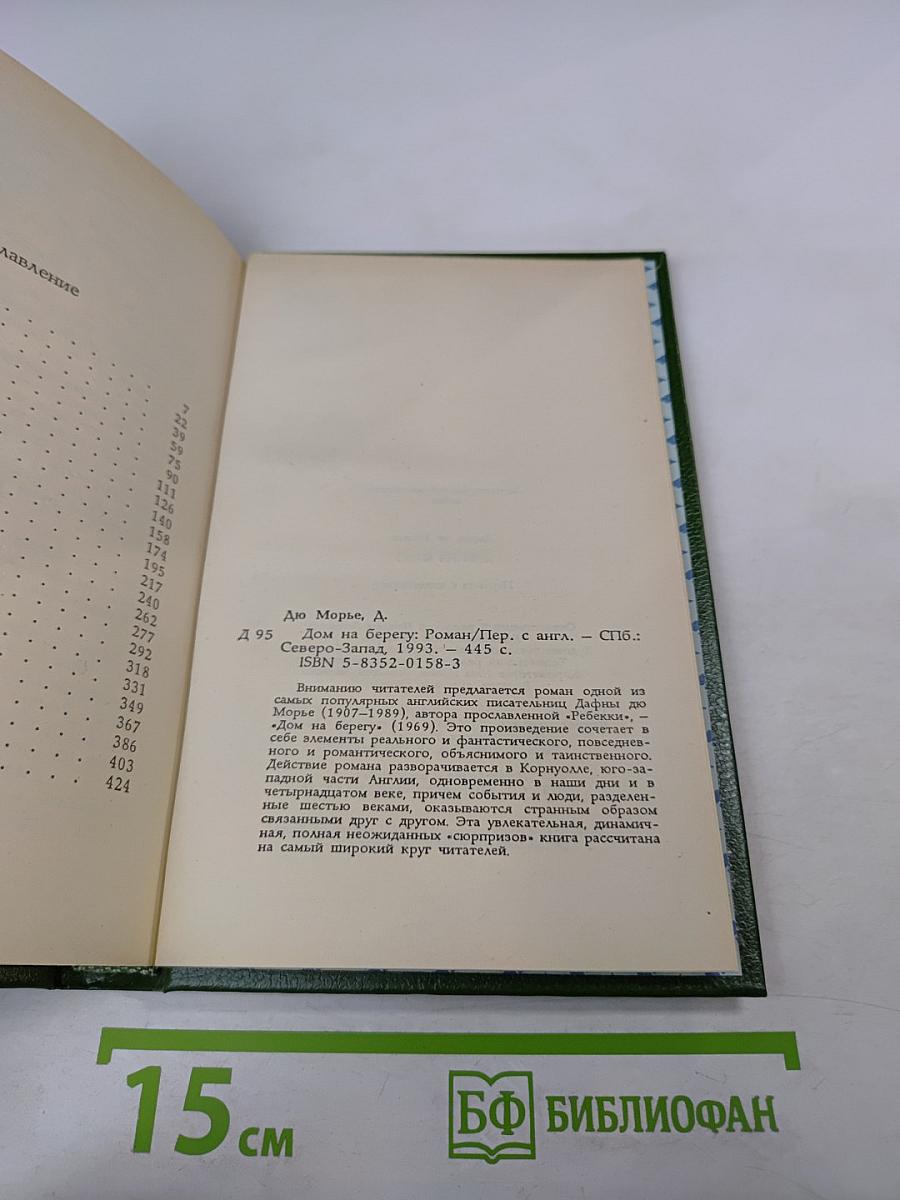 лавление
7
22
39
59
75
90
111
126
140
158
174
195
217
240
262
277
292
318
331
349
367
386
403
424
Дю Морье, Д.
Д 95 Дом на берегу: Роман/Пер. с англ. – СПб.:
Северо-Запад, 1993. – 445 с.
ISBN 5-8352-0158-3
Вниманию читателей предлагается роман одной из
самых популярных английских писательниц Дафны дю
Морье (1907–1989), автора прославленной «Ребекки», –
«Дом на берегу» (1969). Это произведение сочетает в
себе элементы реального и фантастического, повседнев-
ного и романтического, объяснимого и таинственного.
Действие романа разворачивается в Корнуолле, юго-за-
падной части Англии, одновременно в наши дни и в
четырнадцатом веке, причем события и люди, разделен-
ные шестью веками, оказываются странным образом
связанными друг с другом. Эта увлекательная, динамич-
ная, полная неожиданных «сюрпризов» книга рассчитана
на самый широкий круг читателей.
15 см
БФ БИБЛИОФАН